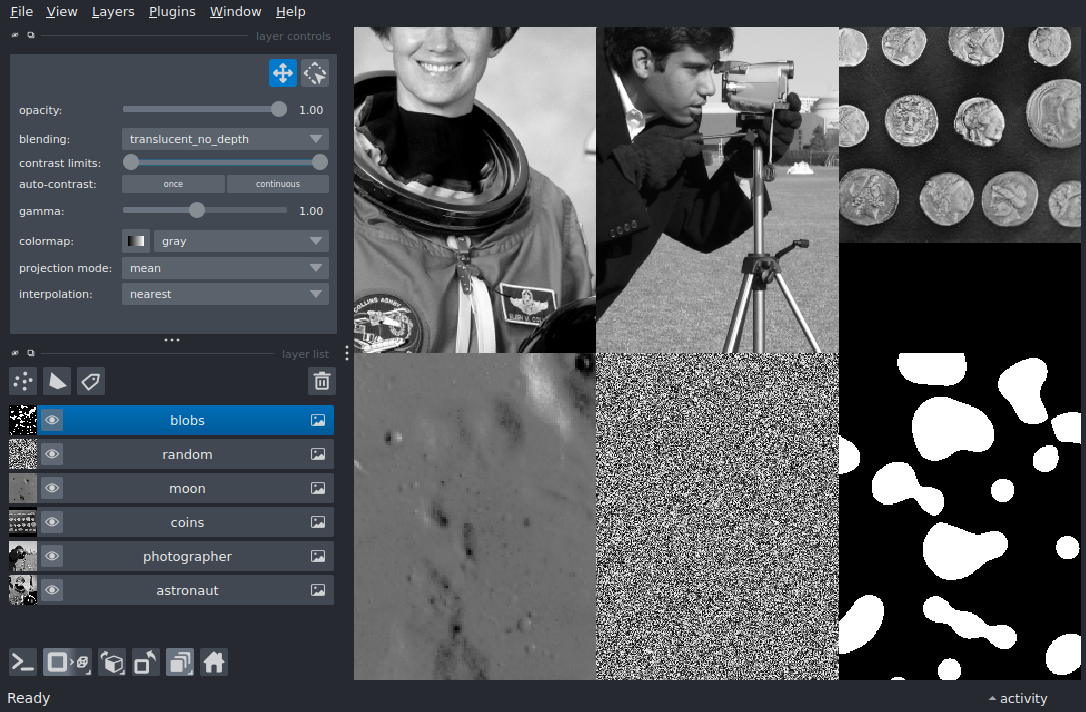 File View Layers Plugins Window Help
layer controls
opacity: 1.00
blending: translucent_no_depth
contrast limits:
auto-contrast: once continuous
gamma: 1.00
colormap: gray
projection mode: mean
interpolation: nearest
layer list
blobs
random
moon
coins
photographer
astronaut
Ready
activity